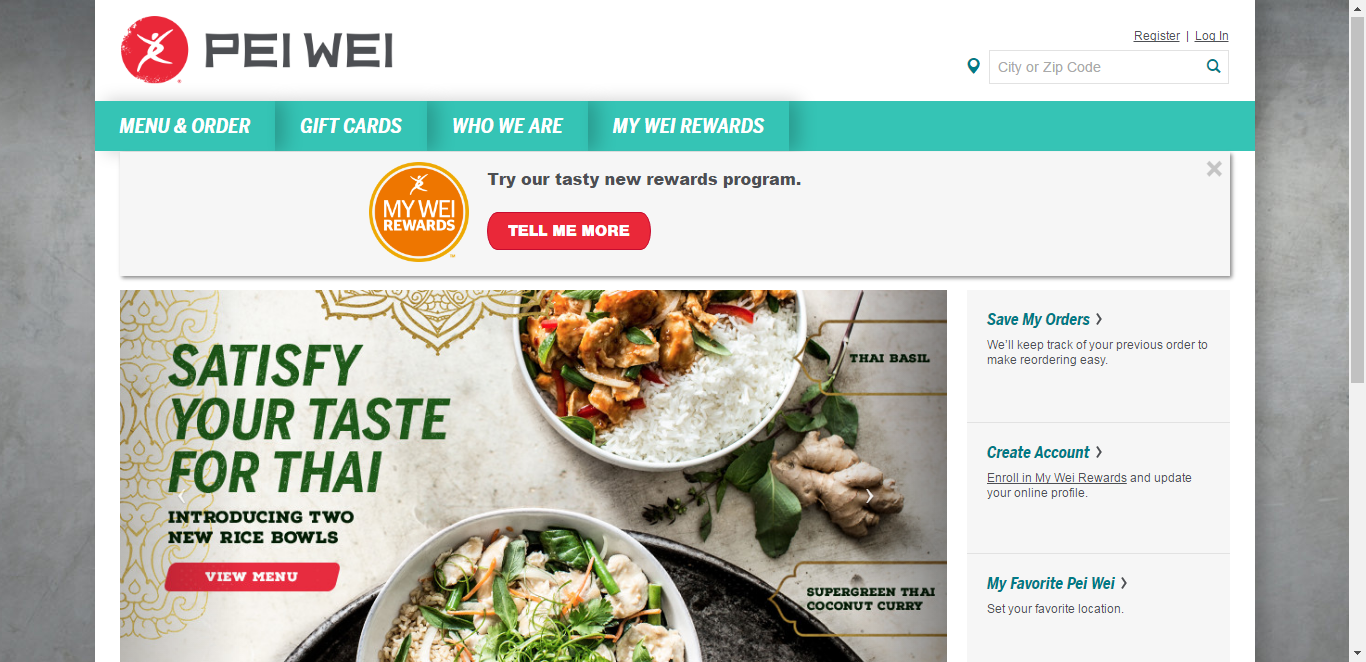 PEI WEI
Register | Log In
City or Zip Code
MENU & ORDER
GIFT CARDS
WHO WE ARE
MY WEI REWARDS
MY WEI
REWARDS
Try our tasty new rewards program.
TELL ME MORE
SATISFY
YOUR TASTE
FOR THAI
INTRODUCING TWO
NEW RICE BOWLS
VIEW MENU
THAI BASIL
SUPERGREEN THAI
COCONUT CURRY
Save My Orders
We'll keep track of your previous order to
make reordering easy.
Create Account
Enroll in My Wei Rewards and update
your online profile.
My Favorite Pei Wei
Set your favorite location.